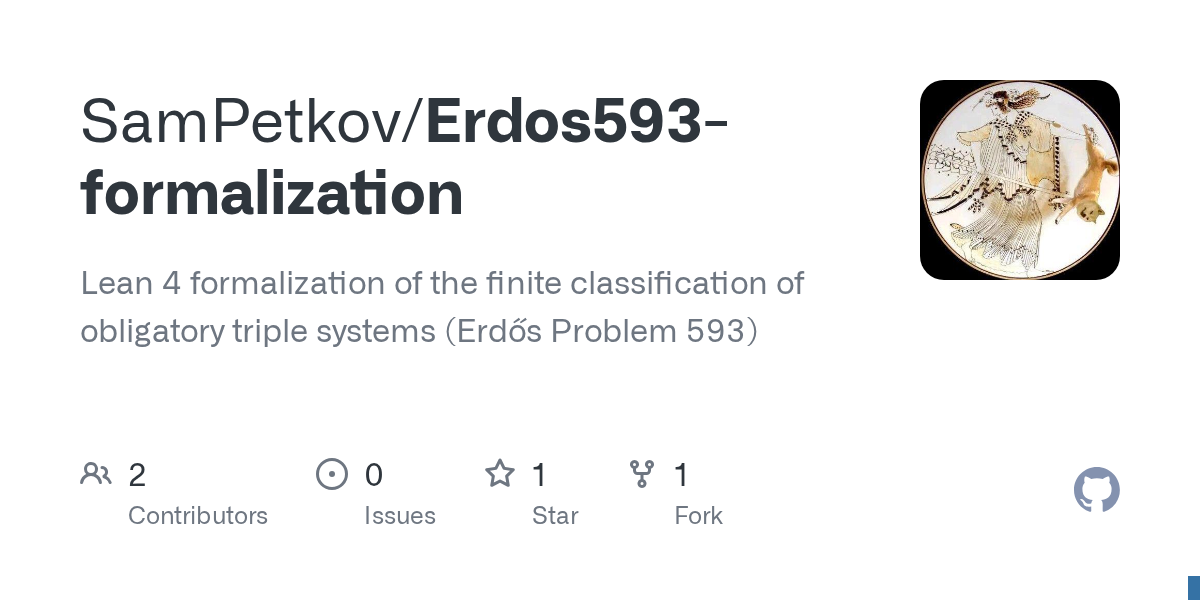 SamPetkov/Erdos593-
formalization
Lean 4 formalization of the finite classification of
obligatory triple systems (Erdős Problem 593)
2
Contributors
0
Issues
1
Star
1
Fork